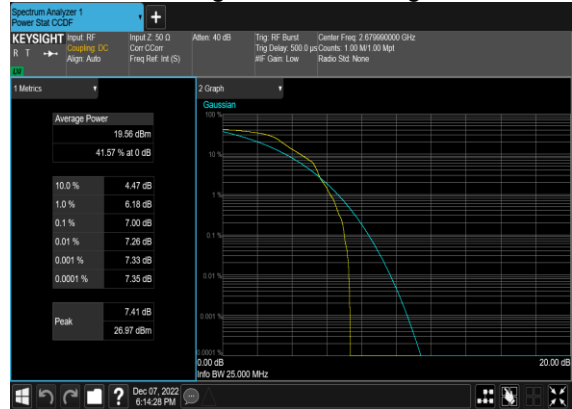 Spectrum Analyzer 1
Power Stat CCDF
KEYSIGHT
R T
LW
Input: RF
Coupling: DC
Align: Auto
Input Z: 50 Ω
Corr CCorr
Freq Ref: Int (S)
Atten: 40 dB
Trig: RF Burst
Trig Delay: 500.0 µs
#IF Gain: Low
Center Freq: 2.679990000 GHz
Counts: 1.00 M/1.00 Mpt
Radio Std: None
1 Metrics
Average Power
19.56 dBm
41.57 % at 0 dB
10.0 % 4.47 dB
1.0 % 6.18 dB
0.1 % 7.00 dB
0.01 % 7.26 dB
0.001 % 7.33 dB
0.0001 % 7.35 dB
Peak
7.41 dB
26.97 dBm
2 Graph
Gaussian
100 %
10 %
1 %
0.1 %
0.01 %
0.001 %
0.0001 %
0.00 dB
20.00 dB
Info BW 25.000 MHz
?
Dec 07, 2022
6:14:28 PM